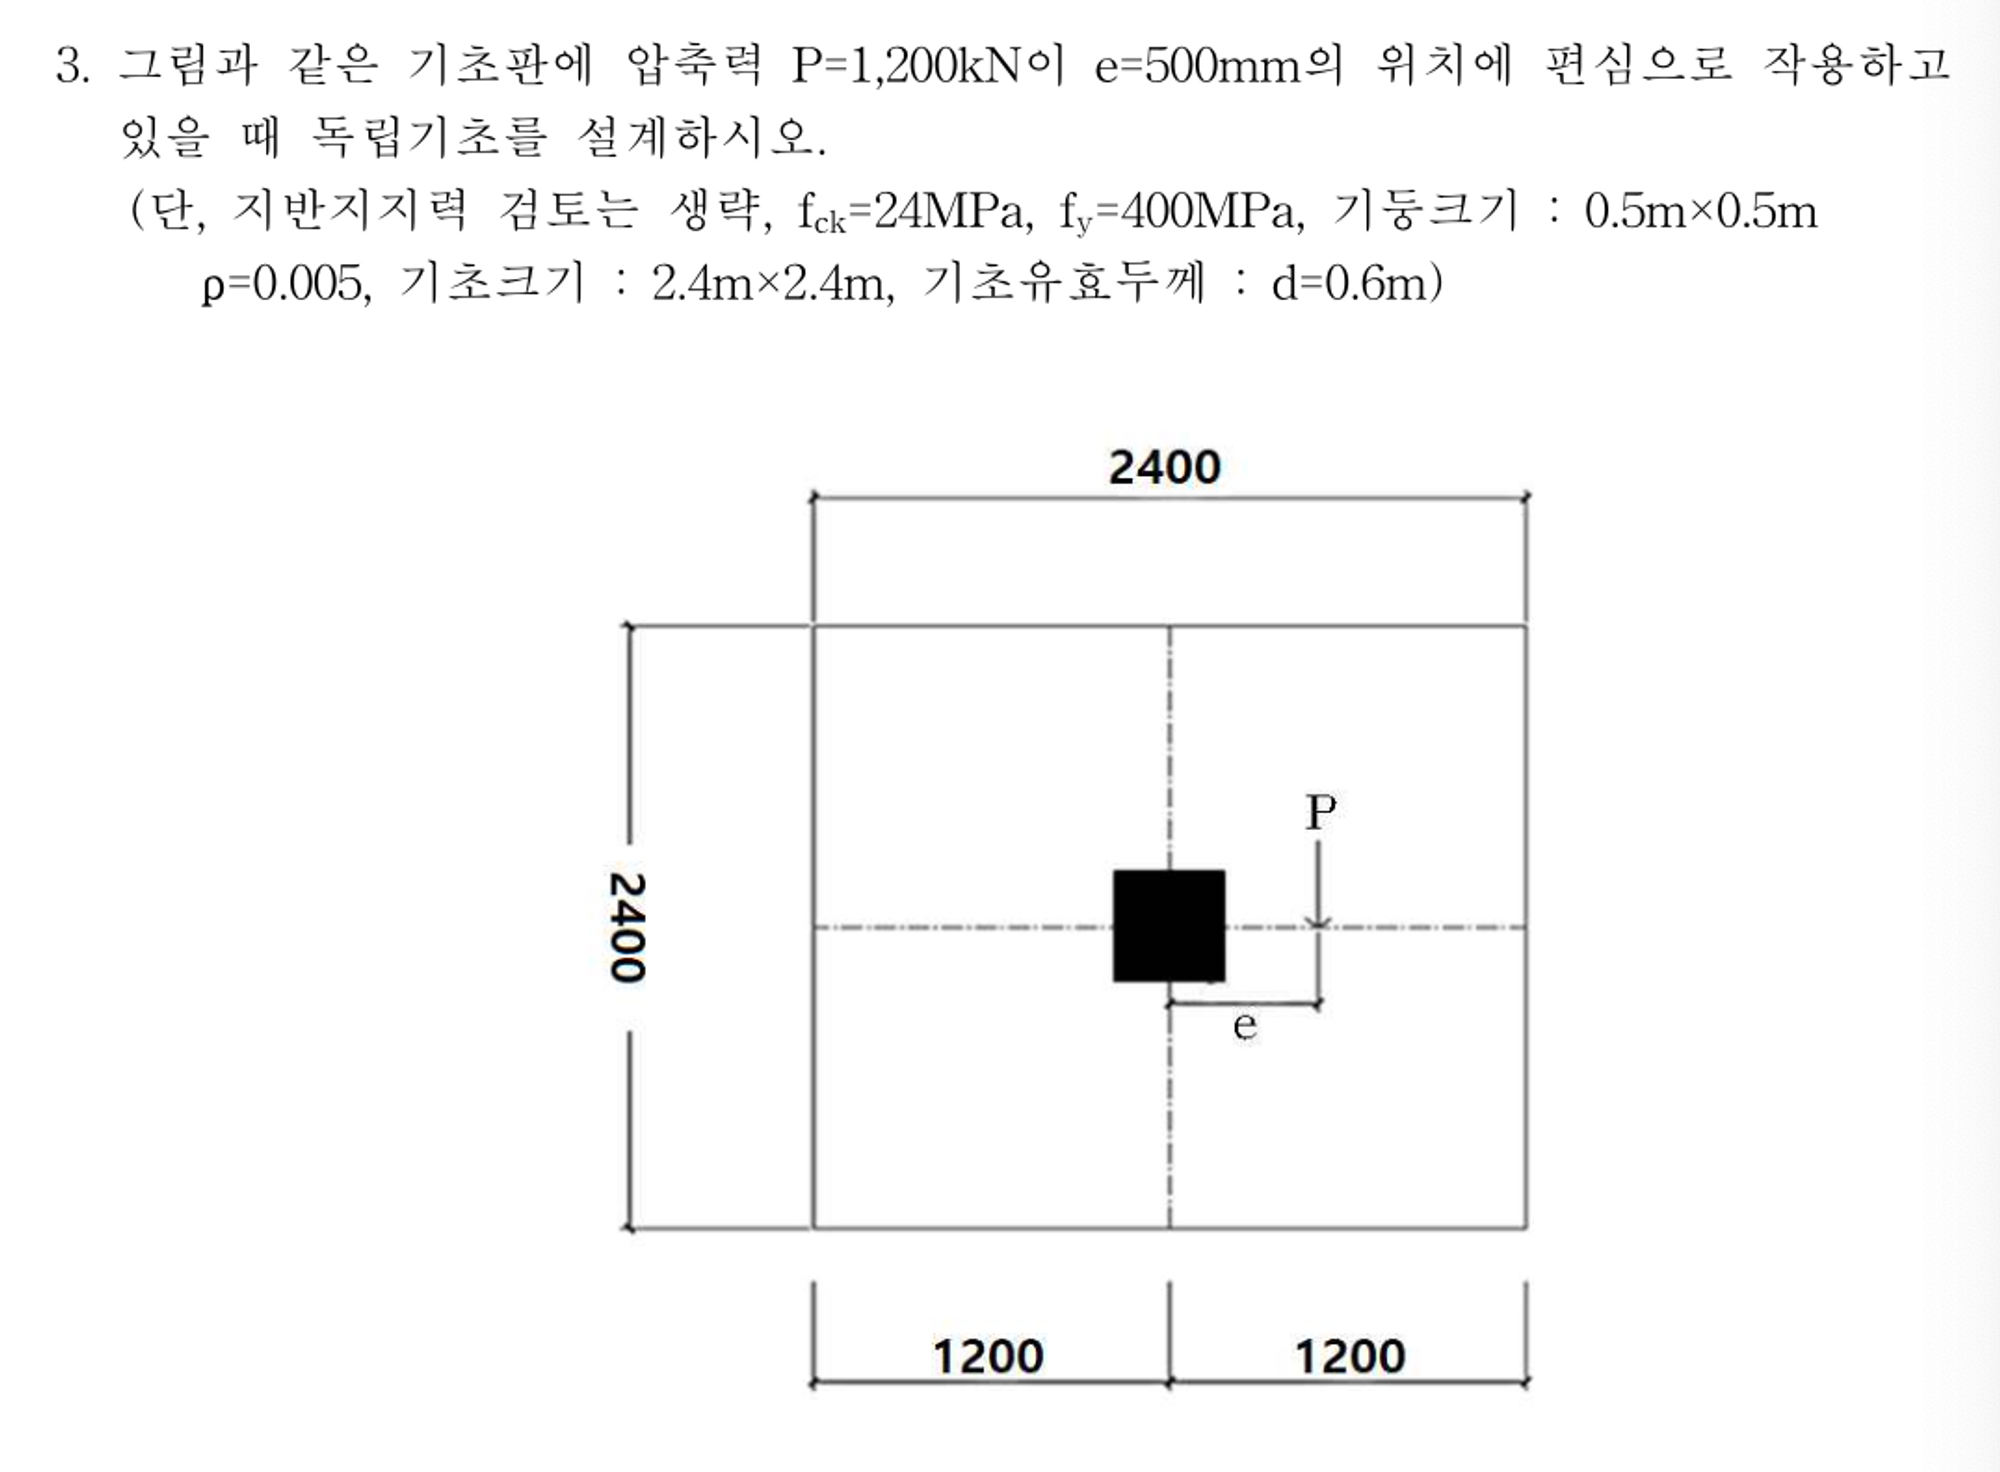 3. 그림과 같은 기초판에 압축력 P=1,200kN이 e=500mm의 위치에 편심으로 작용하고
있을 때 독립기초를 설계하시오.
(단, 지반지지력 검토는 생략, fck=24MPa, fy=400MPa, 기둥크기 : 0.5m×0.5m
ρ=0.005, 기초크기 : 2.4m×2.4m, 기초유효두께 : d=0.6m)
2400
P
2400
e
1200 1200